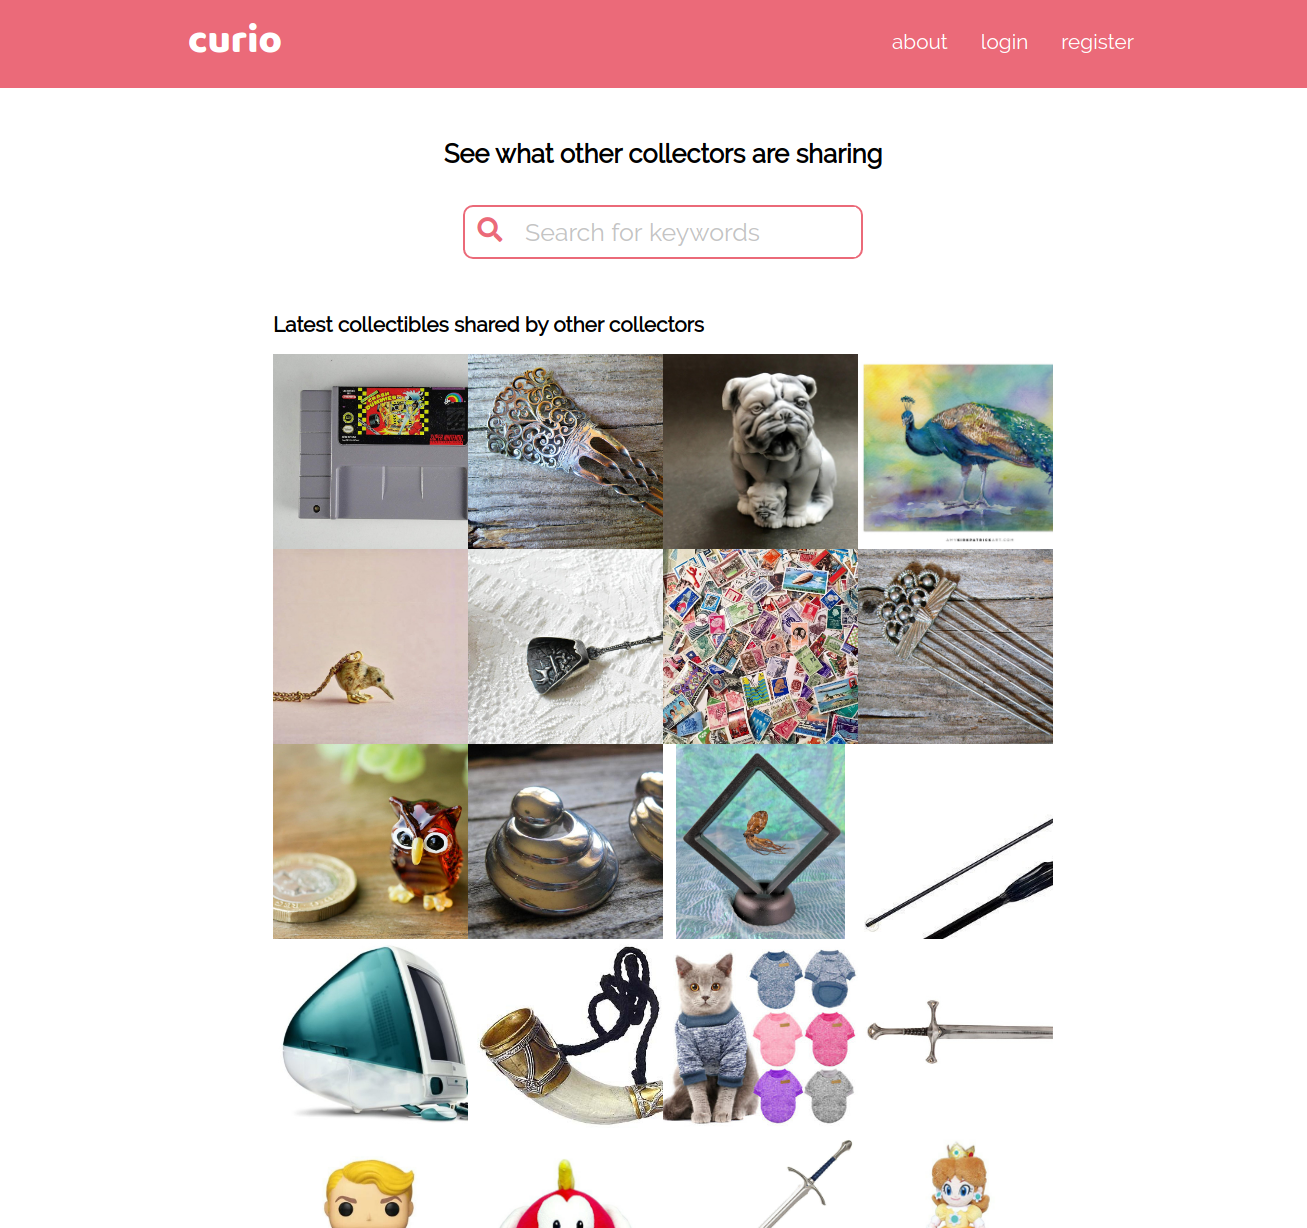 curio
about login register
See what other collectors are sharing
Search for keywords
Latest collectibles shared by other collectors